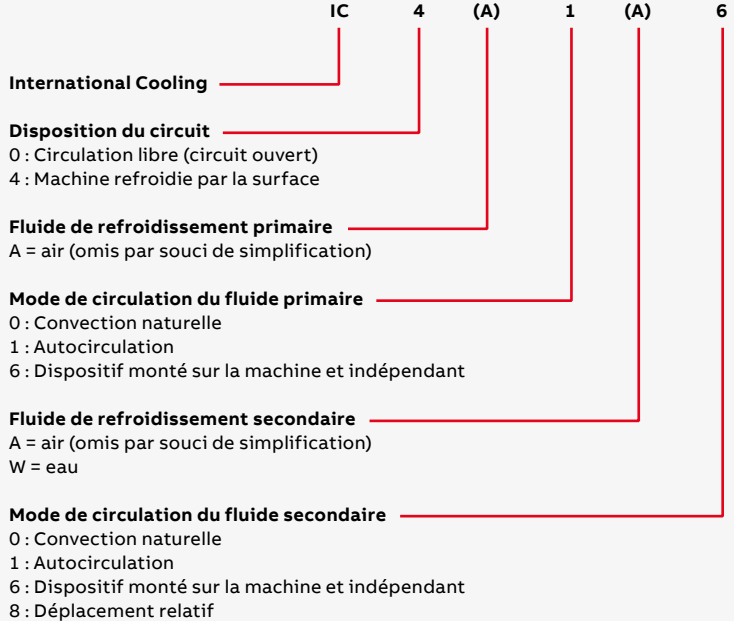 IC 4 (A) 1 (A) 6
International Cooling
Disposition du circuit
0 : Circulation libre (circuit ouvert)
4 : Machine refroidie par la surface
Fluide de refroidissement primaire
A = air (omis par souci de simplification)
Mode de circulation du fluide primaire
0 : Convection naturelle
1 : Autocirculation
6 : Dispositif monté sur la machine et indépendant
Fluide de refroidissement secondaire
A = air (omis par souci de simplification)
W = eau
Mode de circulation du fluide secondaire
0 : Convection naturelle
1 : Autocirculation
6 : Dispositif monté sur la machine et indépendant
8 : Déplacement relatif